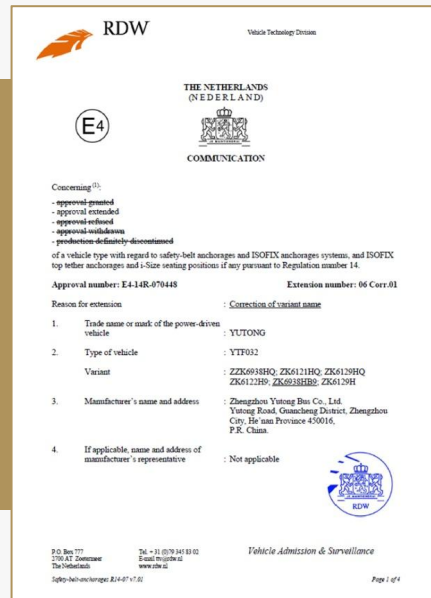 RDW
Vehicle Technology Division
THE NETHERLANDS
(NEDERLAND)
E4
COMMUNICATION
Concerning (1):
- approval granted
- approval extended
- approval refused
- approval withdrawn
- production definitely discontinued
of a vehicle type with regard to safety-belt anchorages and ISOFIX anchorages systems, and ISOFIX
top tether anchorages and i-Size seating positions if any pursuant to Regulation number 14.
Approval number: E4-14R-070448 Extension number: 06 Corr.01
Reason for extension : Correction of variant name
1. Trade name or mark of the power-driven
vehicle : YUTONG
2. Type of vehicle : YTF032
Variant : ZZK6938HQ; ZK6121HQ; ZK6129HQ
ZK6122H9; ZK6938HB9; ZK6129H
3. Manufacturer's name and address : Zhengzhou Yutong Bus Co., Ltd.
Yutong Road, Guancheng District, Zhengzhou
City, He'nan Province 450016,
P.R. China.
4. If applicable, name and address of
manufacturer's representative : Not applicable
RDW
P.O. Box 777 Tel. + 31 (0)79 345 83 02 Vehicle Admission & Surveillance
2700 AT Zoetermeer E-mail ttv@rdw.nl
The Netherlands www.rdw.nl
Safety-belt-anchorages R14-07 v7.01 Page 1 of 4